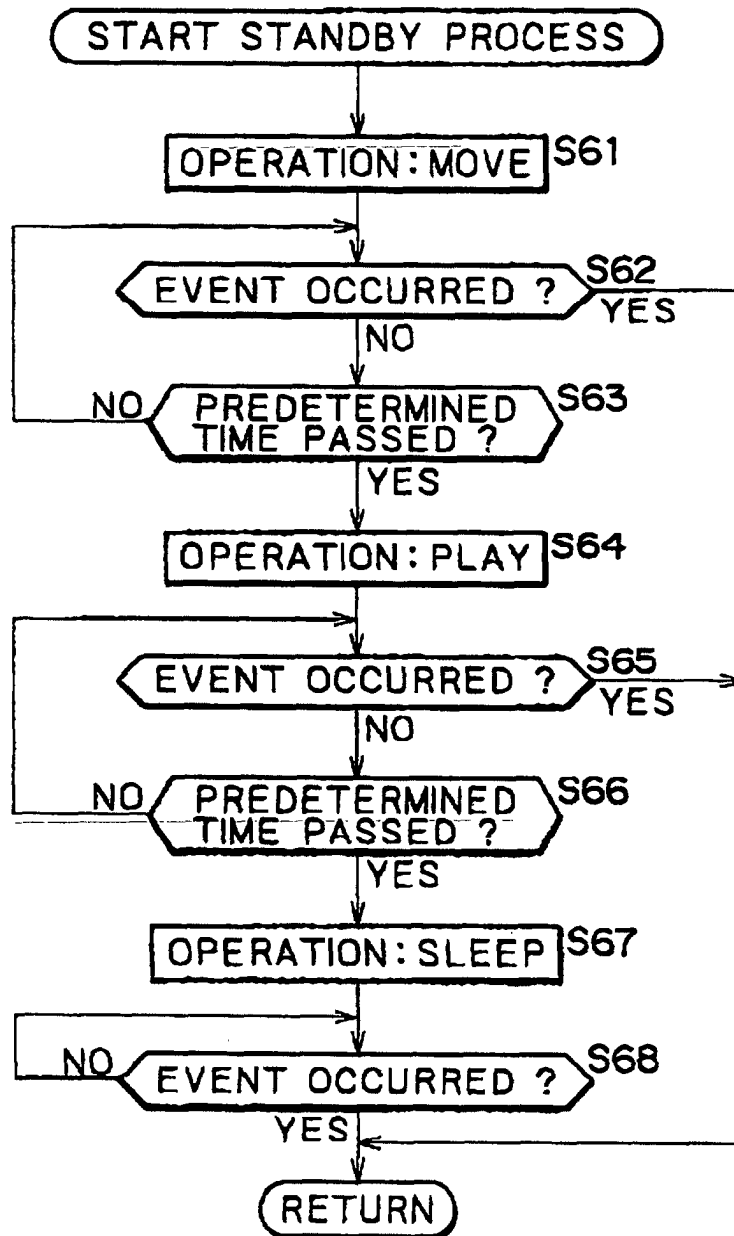 START STANDBY PROCESS
OPERATION:MOVE
S61
EVENT OCCURRED ?
S62
YES
NO
NO
PREDETERMINED
TIME PASSED ?
S63
YES
OPERATION:PLAY
S64
EVENT OCCURRED ?
S65
YES
NO
NO
PREDETERMINED
TIME PASSED ?
S66
YES
OPERATION:SLEEP
S67
NO
EVENT OCCURRED ?
S68
YES
RETURN